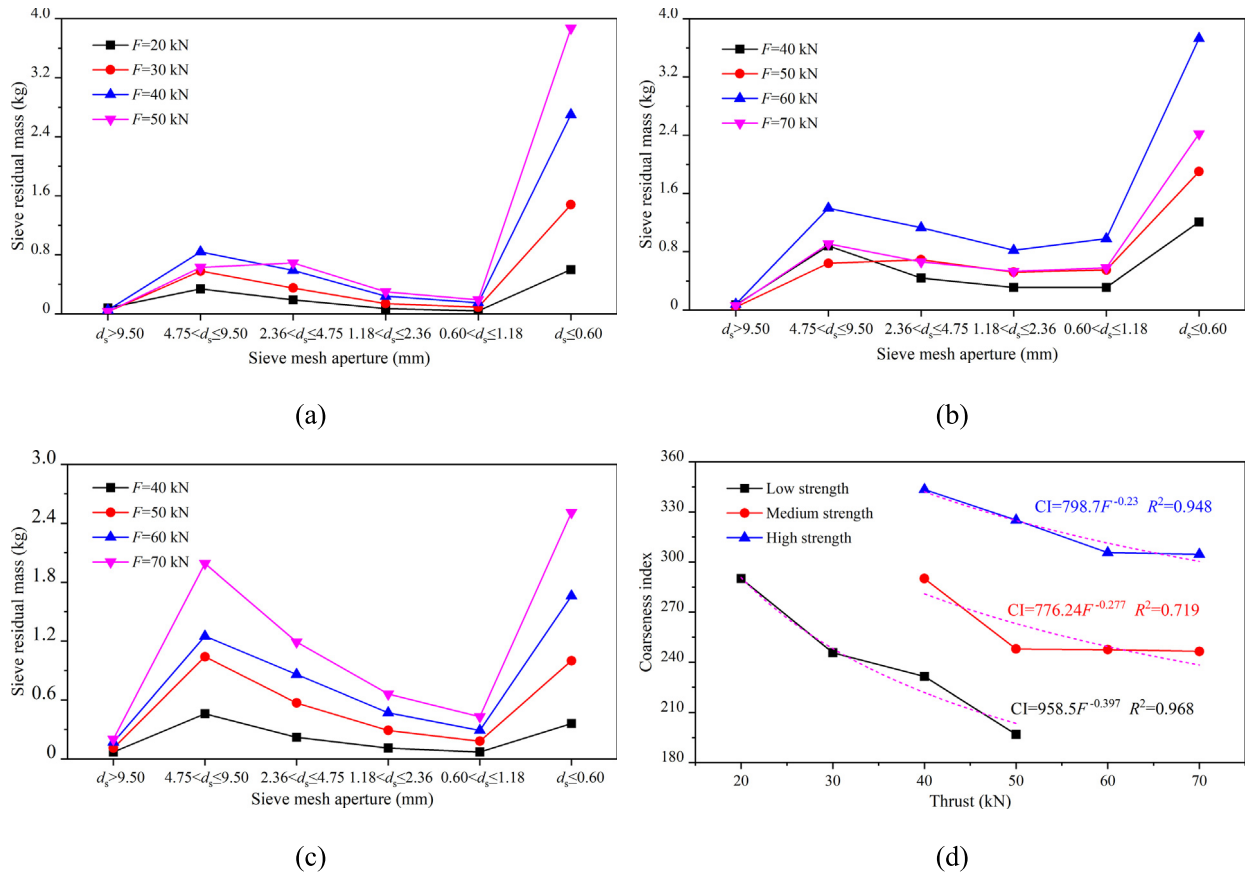 4.0
3.2
2.4
1.6
0.8
0
Sieve residual mass (kg)
F=20 kN
F=30 kN
F=40 kN
F=50 kN
ds>9.50 4.75<ds≤9.50 2.36<ds≤4.75 1.18<ds≤2.36 0.60<ds≤1.18 ds≤0.60
Sieve mesh aperture (mm)
(a)
4.0
3.2
2.4
1.6
0.8
0
Sieve residual mass (kg)
F=40 kN
F=50 kN
F=60 kN
F=70 kN
ds>9.50 4.75<ds≤9.50 2.36<ds≤4.75 1.18<ds≤2.36 0.60<ds≤1.18 ds≤0.60
Sieve mesh aperture (mm)
(b)
3.0
2.4
1.8
1.2
0.6
0
Sieve residual mass (kg)
F=40 kN
F=50 kN
F=60 kN
F=70 kN
ds>9.50 4.75<ds≤9.50 2.36<ds≤4.75 1.18<ds≤2.36 0.60<ds≤1.18 ds≤0.60
Sieve mesh aperture (mm)
(c)
360
330
300
270
240
210
180
Coarseness index
Low strength
Medium strength
High strength
CI=798.7F^-0.23 R²=0.948
CI=776.24F^-0.277 R²=0.719
CI=958.5F^-0.397 R²=0.968
20 30 40 50 60 70
Thrust (kN)
(d)